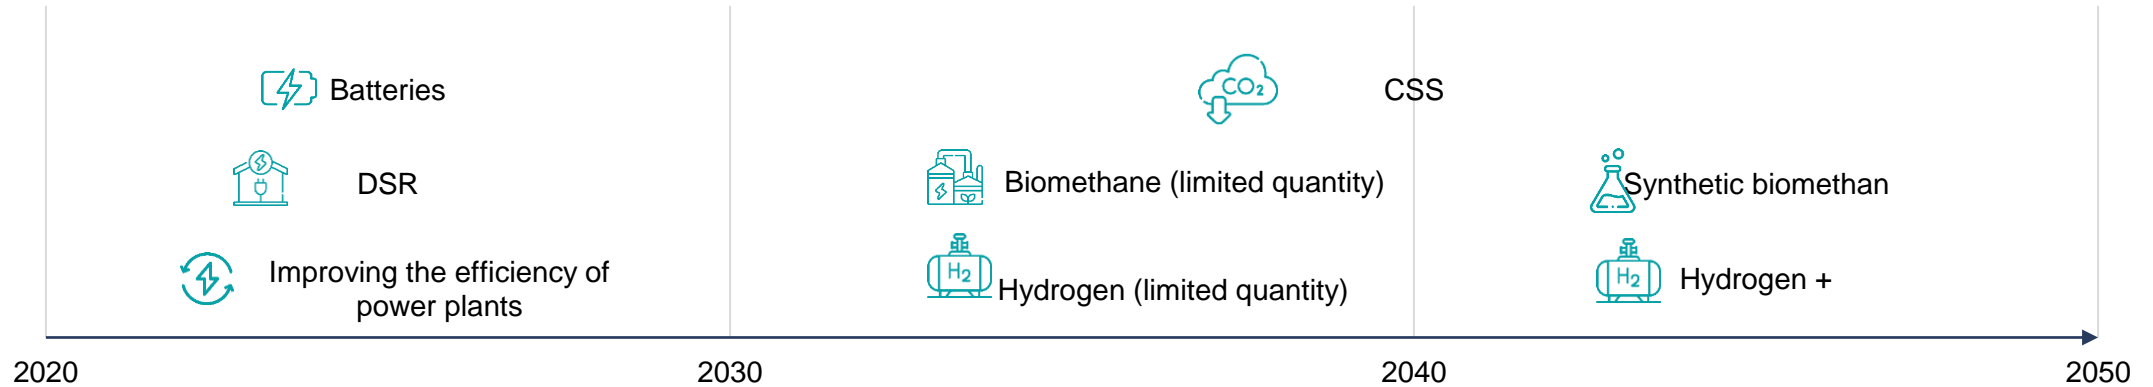 Batteries
CO2
CSS
DSR
Biomethane (limited quantity)
Synthetic biomethan
Improving the efficiency of
power plants
H2
Hydrogen (limited quantity)
H2
Hydrogen +
2020
2030
2040
2050